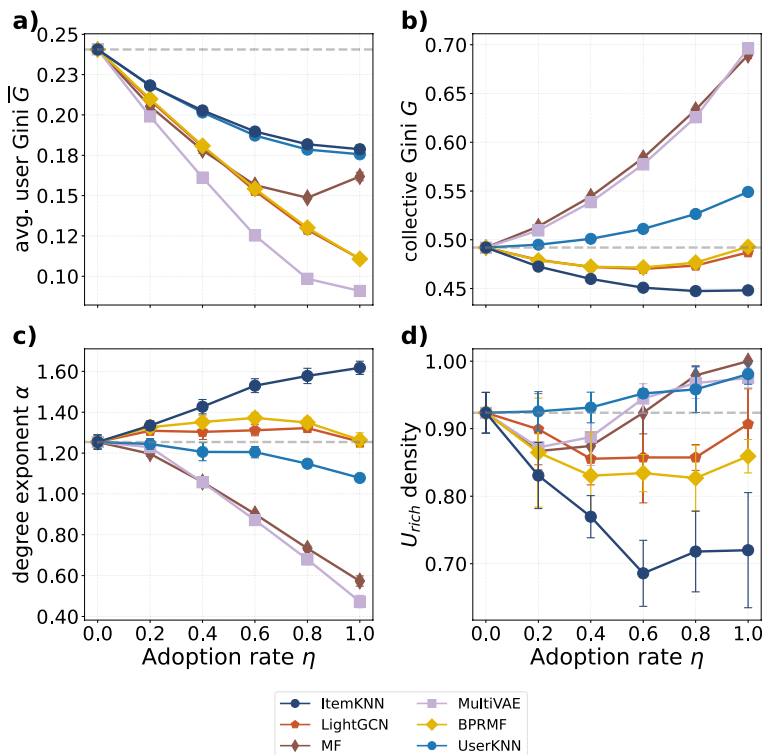 a)
0.25
0.23
0.20
0.18
0.15
0.12
0.10
avg. user Gini G̅
b)
0.70
0.65
0.60
0.55
0.50
0.45
collective Gini G
c)
1.60
1.40
1.20
1.00
0.80
0.60
0.40
degree exponent α
0.0 0.2 0.4 0.6 0.8 1.0
Adoption rate η
d)
1.00
0.90
0.80
0.70
U_rich density
0.0 0.2 0.4 0.6 0.8 1.0
Adoption rate η
ItemKNN
LightGCN
MF
MultiVAE
BPRMF
UserKNN